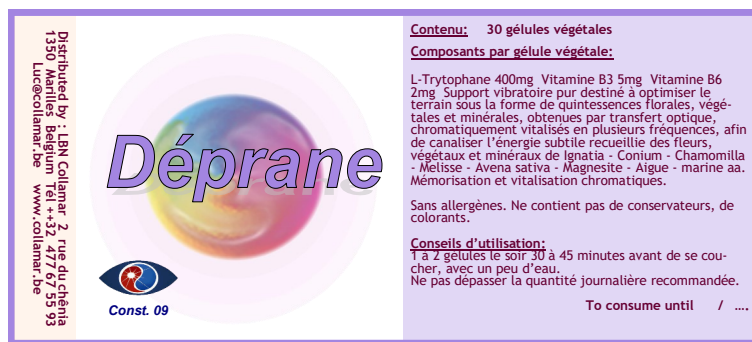 Distributed by : LBN Collamar 2, rue du chênia
1350 Marilles Belgium Tél ++32 477 67 55 93
Luc@collamar.be www.collamar.be
Déprane
Const. 09
Contenu: 30 gélules végétales
Composants par gélule végétale:
L-Trytophane 400mg Vitamine B3 5mg Vitamine B6
2mg Support vibratoire pur destiné à optimiser le
terrain sous la forme de quintessences florales, végé-
tales et minérales, obtenues par transfert optique,
chromatiquement vitalisés en plusieurs fréquences, afin
de canaliser l'énergie subtile recueillie des fleurs,
végétaux et minéraux de Ignatia - Conium - Chamomilla
- Melisse - Avena sativa - Magnesite - Aigue - marine aa.
Mémorisation et vitalisation chromatiques.
Sans allergènes. Ne contient pas de conservateurs, de
colorants.
Conseils d'utilisation:
1 à 2 gélules le soir 30 à 45 minutes avant de se cou-
cher, avec un peu d'eau.
Ne pas dépasser la quantité journalière recommandée.
To consume until / ....